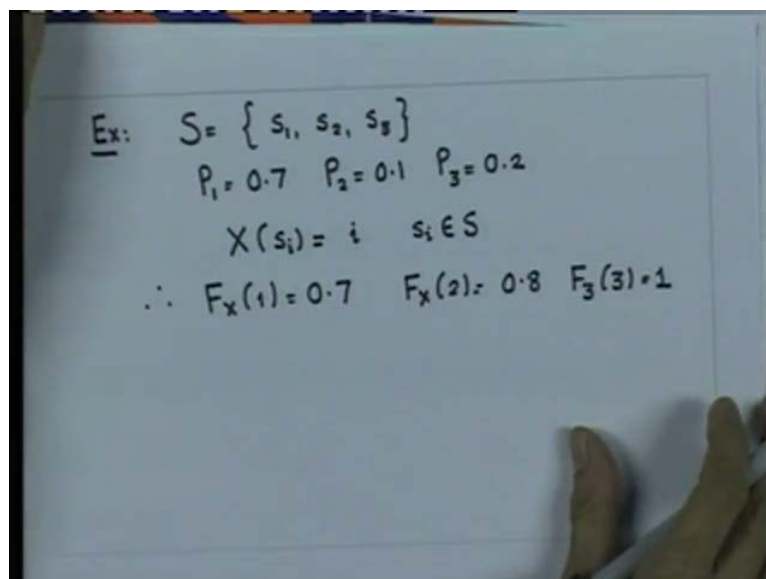 Ex: S = { s₁, s₂, s₃ }
P₁ = 0.7 P₂ = 0.1 P₃ = 0.2
X(sᵢ) = i sᵢ ∈ S
∴ Fₓ(1) = 0.7 Fₓ(2) = 0.8 F₃(3) = 1